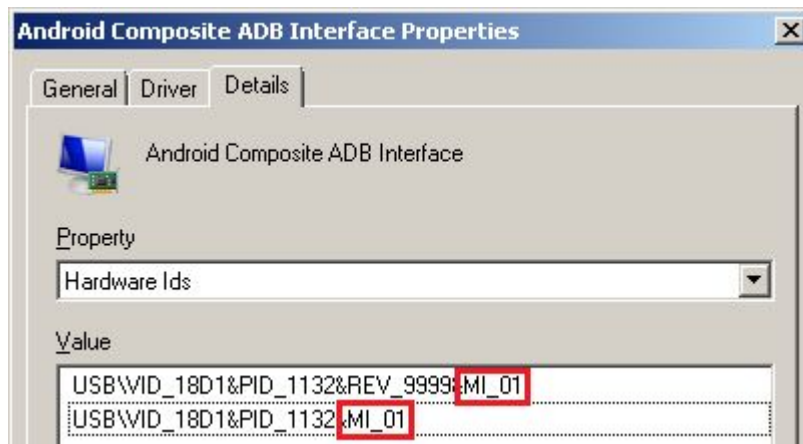 Android Composite ADB Interface Properties
General Driver Details
Android Composite ADB Interface
Property
Hardware Ids
Value
USB\VID_18D1&PID_1132&REV_9999&MI_01
USB\VID_18D1&PID_1132&MI_01